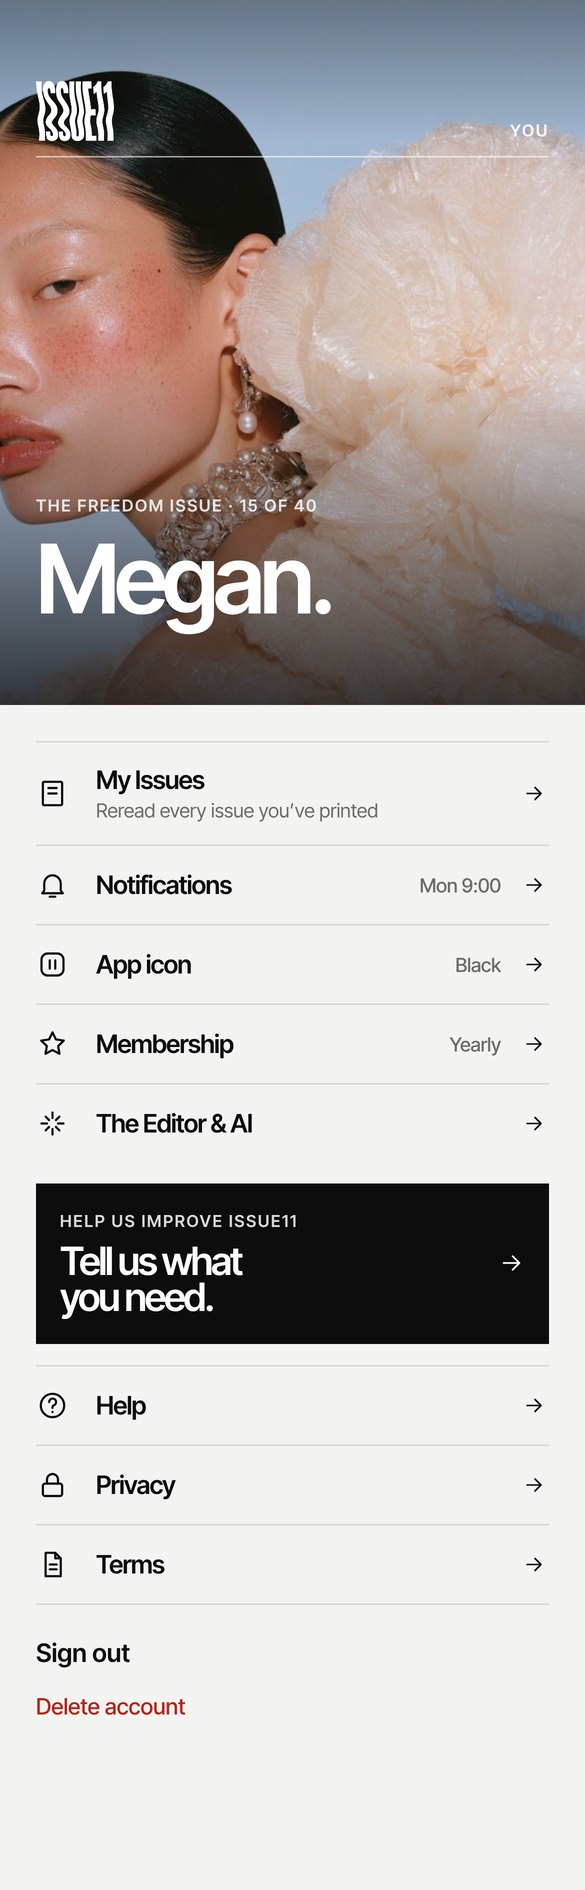 ISSUE11
YOU
THE FREEDOM ISSUE · 15 OF 40
Megan.
My Issues
Reread every issue you’ve printed
Notifications
Mon 9:00
App icon
Black
Membership
Yearly
The Editor & AI
HELP US IMPROVE ISSUE11
Tell us what
you need.
Help
Privacy
Terms
Sign out
Delete account